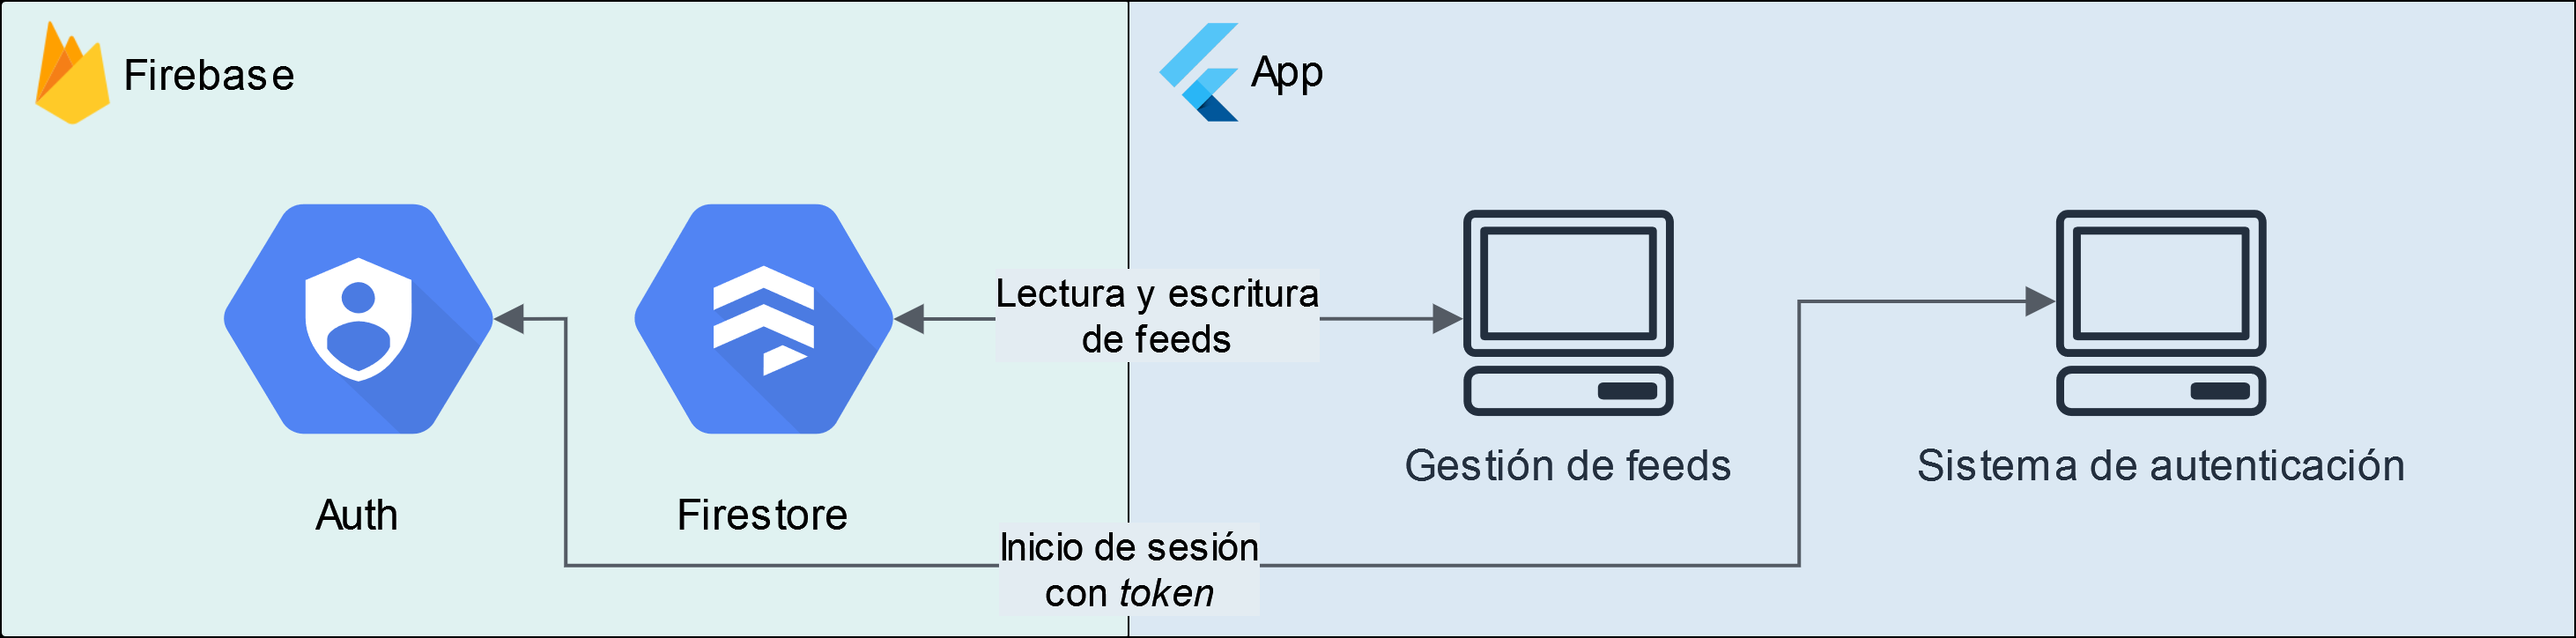 Firebase
App
Lectura y escritura
de feeds
Gestión de feeds
Sistema de autenticación
Auth
Firestore
Inicio de sesión
con token